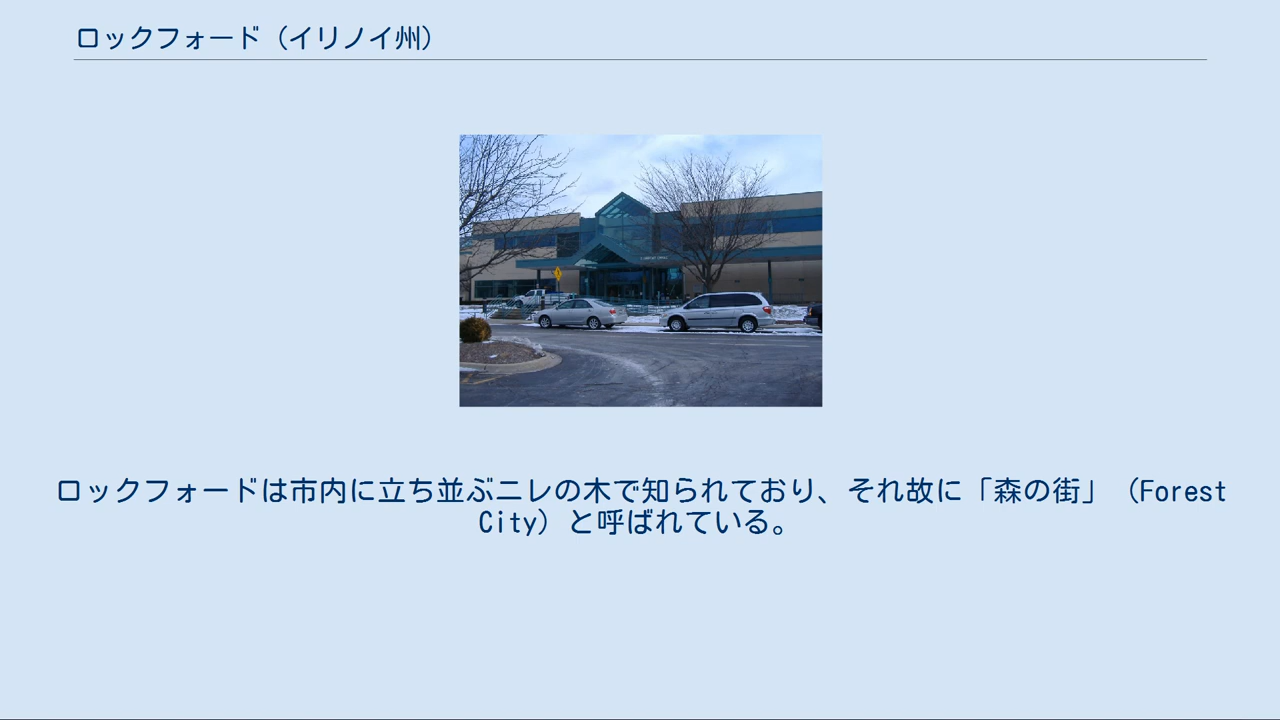 ロックフォード（イリノイ州）
ロックフォードは市内に立ち並ぶニレの木で知られており、それ故に「森の街」（Forest
City）と呼ばれている。